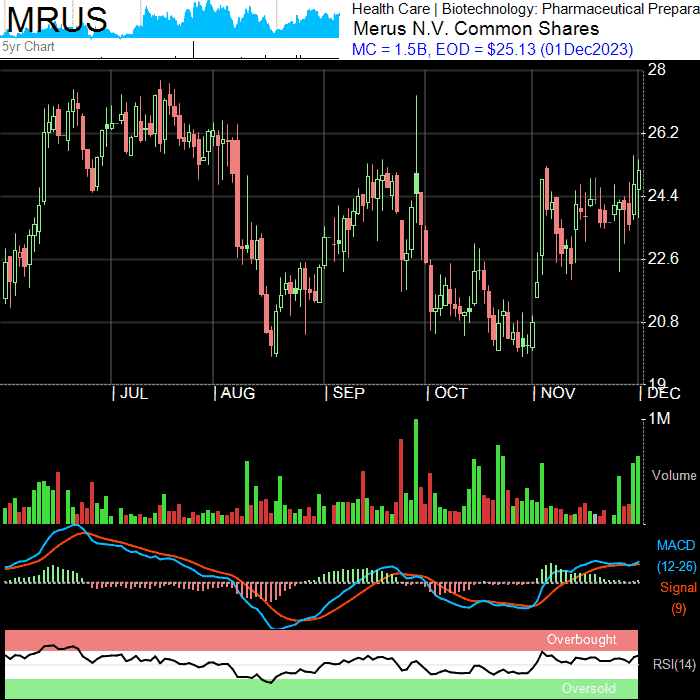 MRUS
5yr Chart
Health Care | Biotechnology: Pharmaceutical Prepara
Merus N.V. Common Shares
MC = 1.5B, EOD = $25.13 (01Dec2023)
28
26.2
24.4
22.6
20.8
19
JUL
AUG
SEP
OCT
NOV
DEC
1M
Volume
MACD
(12-26)
Signal
(9)
Overbought
RSI(14)
Oversold